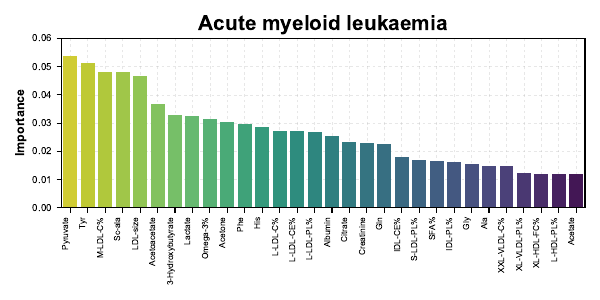 Acute myeloid leukaemia
Importance
0.06
0.05
0.04
0.03
0.02
0.01
0.00
Pyruvate
Tyr
M-LDL-C%
LDL-size
Acetoacetate
3-Hydroxybutyrate
Lactate
Omega-3%
Acetone
Phe
His
L-LDL-C%
L-LDL-CE%
L-LDL-PL%
Albumin
Citrate
Creatinine
Gln
IDL-CE%
S-LDL-PL%
SFA%
IDL-PL%
Gly
Ala
XXL-VLDL-C%
XL-VLDL-PL%
XL-HDL-FC%
L-HDL-PL%
Acetate